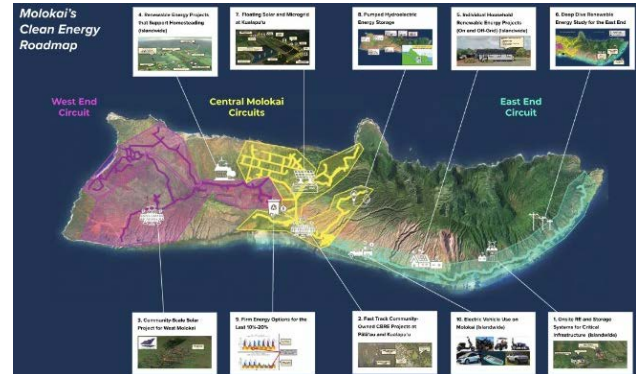 Molokai's
Clean Energy
Roadmap
4. Renewable Energy Projects
that Support Homesteading (Islandwide)
7. Floating Solar and Microgrid
at Kualapu'u
8. Pumped Hydroelectric
Energy Storage
5. Individual Household
Renewable Energy Projects
(On and Off-Grid) (Islandwide)
6. Deep Dive Renewable
Energy Study for the East End
West End
Circuit
Central Molokai
Circuits
East End
Circuit
3. Community-Scale Solar
Project for West Molokai
9. Firm Energy Options for the
Last 10%-20%
2. Fast Track Community-
Owned CBRE Projects at
Pālā'au and Kualapu'u
10. Electric Vehicle Use on
Molokai (Islandwide)
1. Onsite RE and Storage
Systems for Critical
Infrastructure (Islandwide)